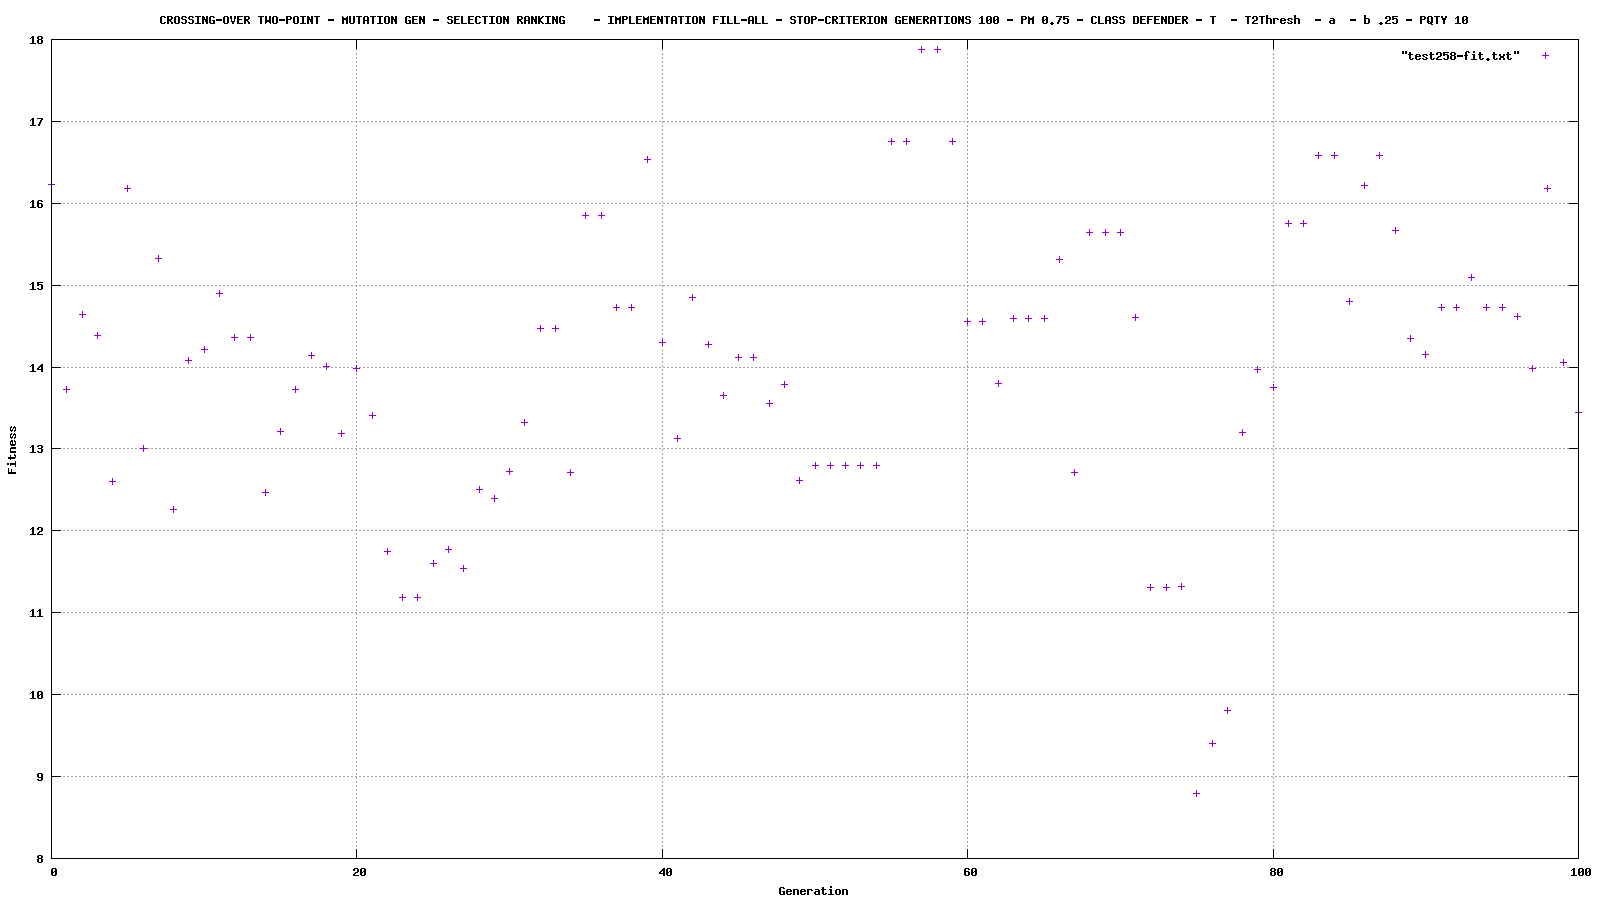 CROSSING-OVER TWO-POINT - MUTATION GEN - SELECTION RANKING    - IMPLEMENTATION FILL-ALL - STOP-CRITERION GENERATIONS 100 - PM 0.75 - CLASS DEFENDER - T  - T2Thresh  - a  - b .25 - PQTY 10
18
"test258-fit.txt"
17
16
15
14
13
Fitness
12
11
10
9
8
0 20 40 60 80 100
Generation